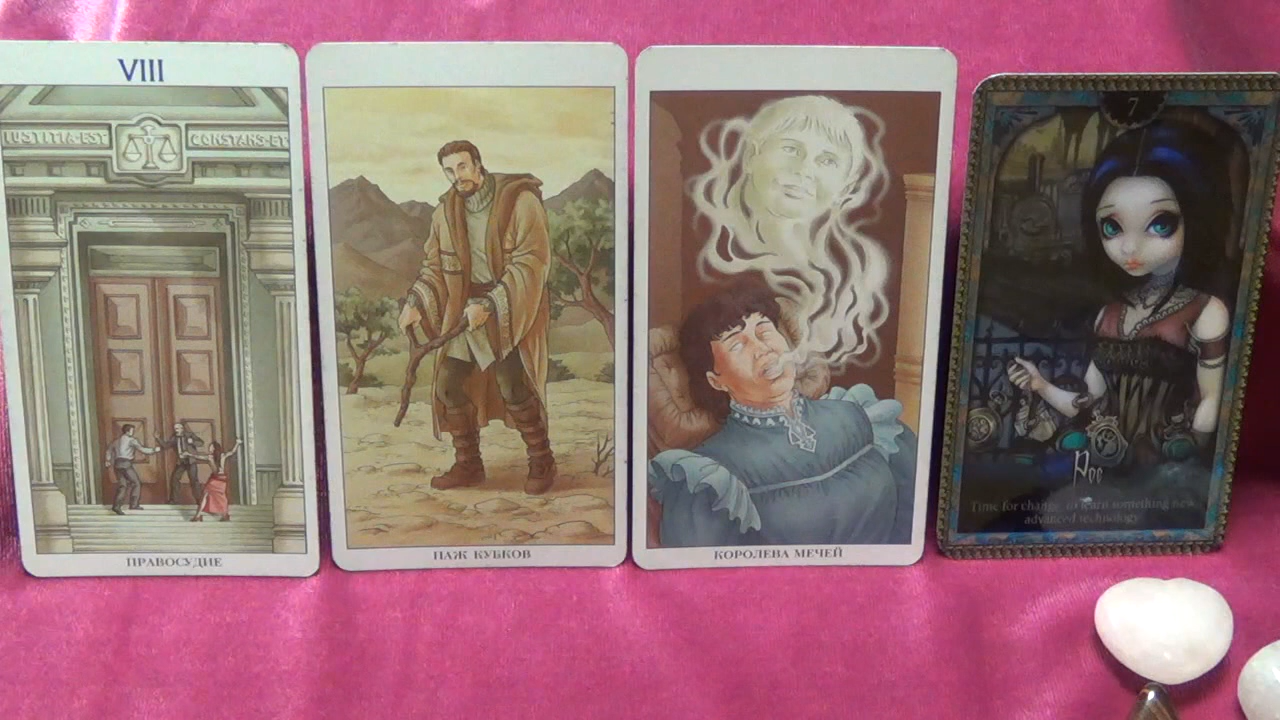 VIII
IUSTITIA·EST CONSTANS·ET
ПРАВОСУДИЕ
ПАЖ КУБКОВ
КОРОЛЕВА МЕЧЕЙ
7
Poe
Time for change, to learn something new,
advanced technology.